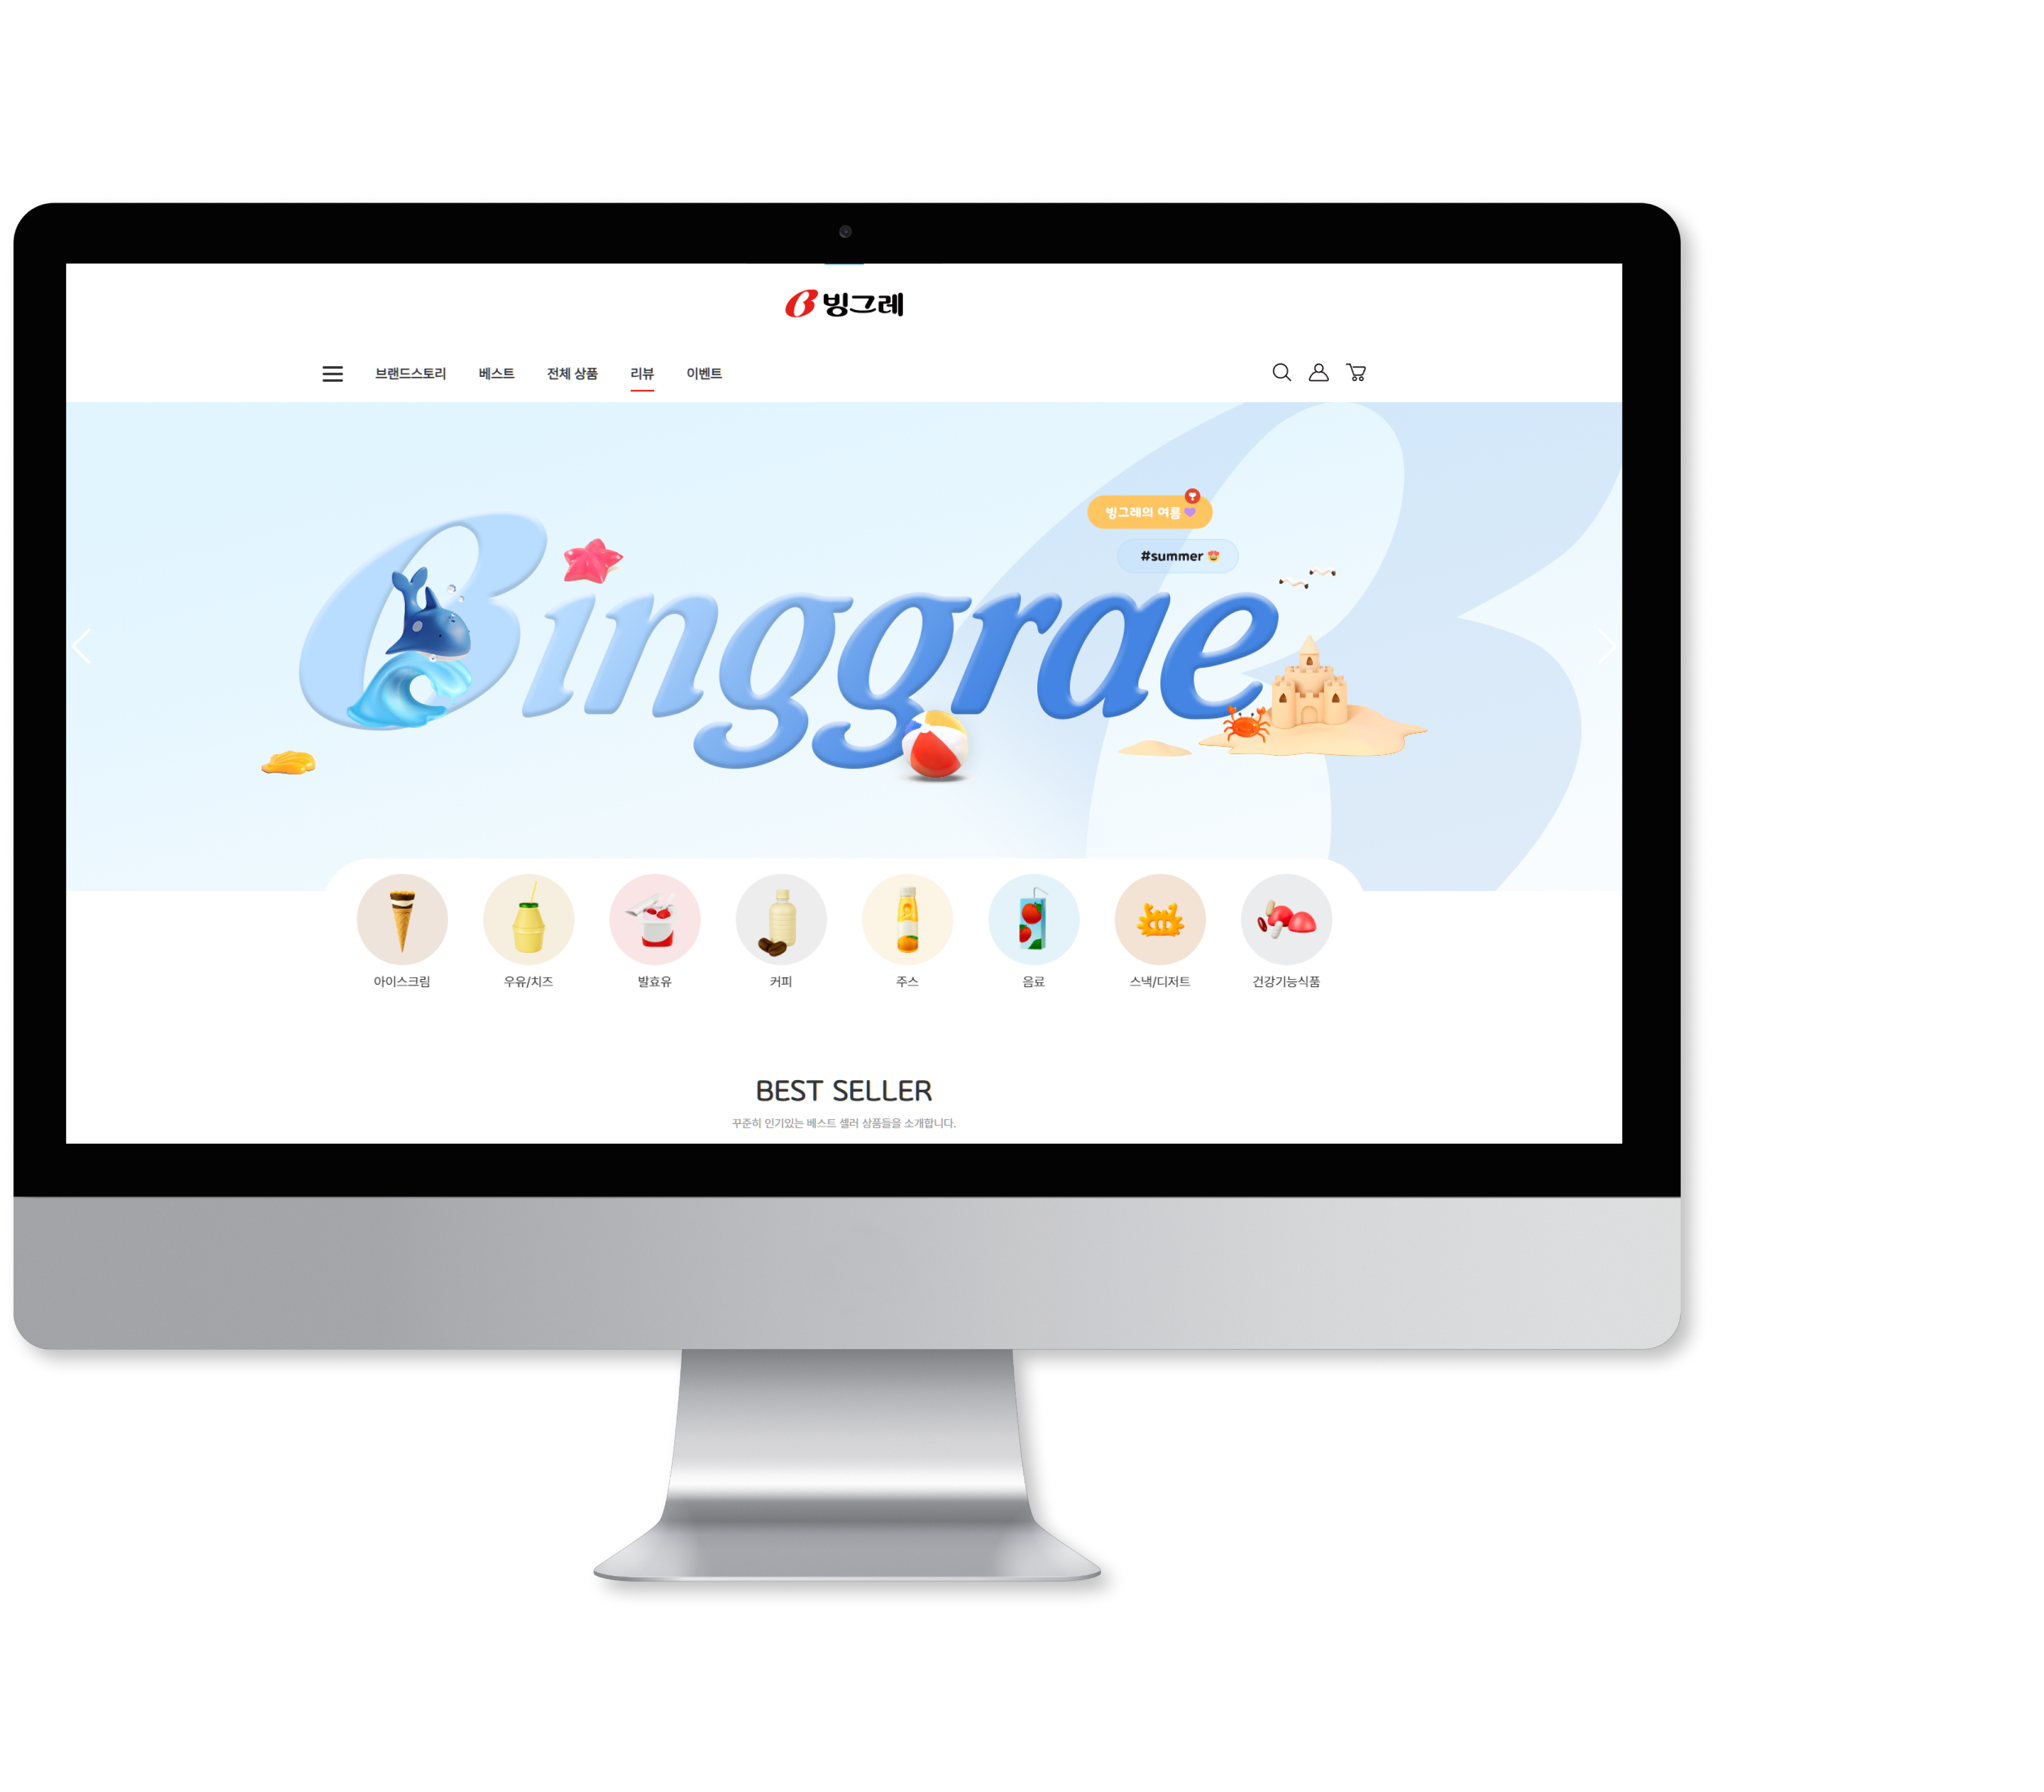 빙그레
브랜드스토리 베스트 전체 상품 리뷰 이벤트
빙그레의 여름
#summer
Binggrae
아이스크림 우유/치즈 발효유 커피 주스 음료 스낵/디저트 건강기능식품
BEST SELLER
꾸준히 인기있는 베스트 셀러 상품들을 소개합니다.